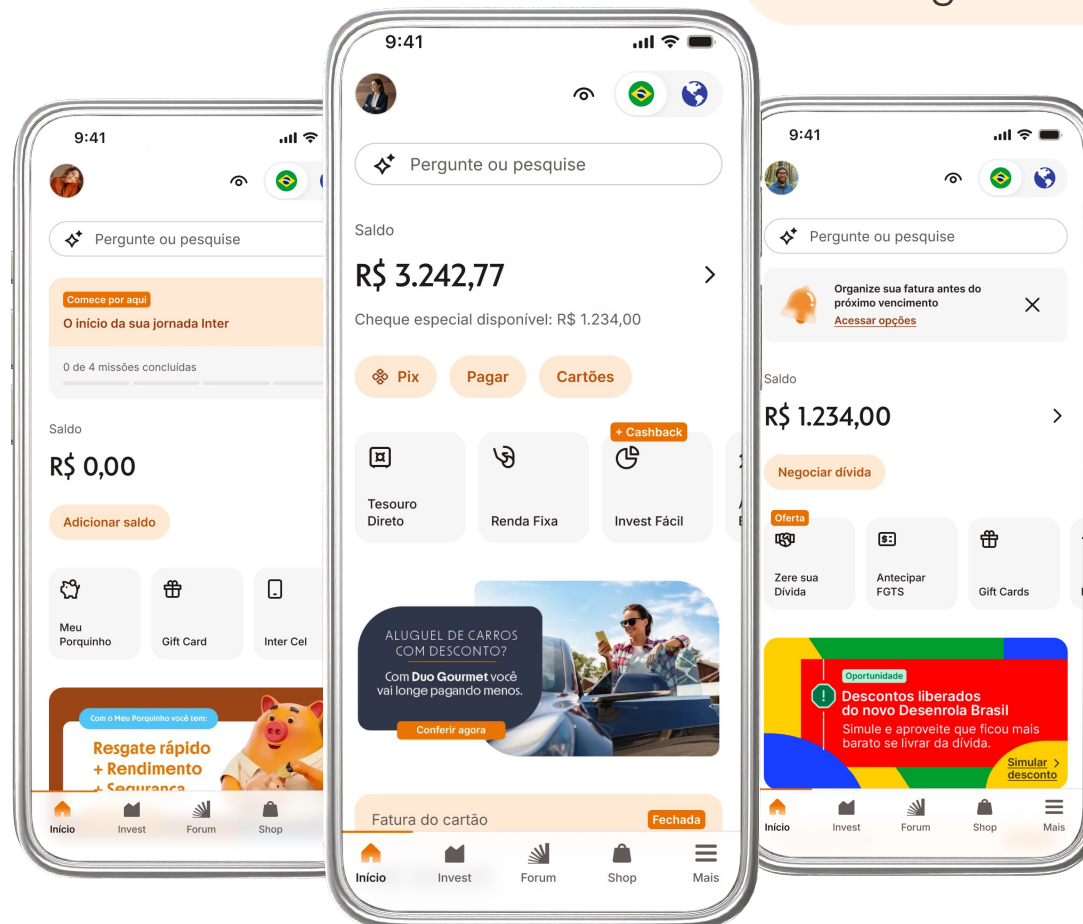 9:41
Pergunte ou pesquise
Comece por aqui
O início da sua jornada Inter
0 de 4 missões concluídas
Saldo
R$ 0,00
Adicionar saldo
Meu
Porquinho
Gift Card
Inter Cel
Com o Meu Porquinho você tem:
Resgate rápido
+ Rendimento
+ Segurança
Início
Invest
Forum
Shop
9:41
Pergunte ou pesquise
Saldo
R$ 3.242,77
Cheque especial disponível: R$ 1.234,00
Pix
Pagar
Cartões
+ Cashback
Tesouro
Direto
Renda Fixa
Invest Fácil
ALUGUEL DE CARROS
COM DESCONTO?
Com Duo Gourmet você
vai longe pagando menos.
Conferir agora
Fatura do cartão
Fechada
Início
Invest
Forum
Shop
Mais
9:41
Pergunte ou pesquise
Organize sua fatura antes do
próximo vencimento
Acessar opções
Saldo
R$ 1.234,00
Negociar dívida
Oferta
Zere sua
Dívida
Antecipar
FGTS
Gift Cards
Oportunidade
Descontos liberados
do novo Desenrola Brasil
Simule e aproveite que ficou mais
barato se livrar da dívida.
Simular
desconto
Início
Invest
Forum
Shop
Mais